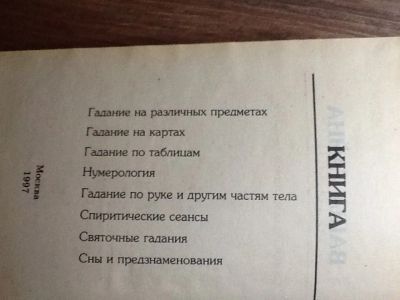 КНИГА
Гадание на различных предметах
Гадание на картах
Гадание по таблицам
Нумерология
Гадание по руке и другим частям тела
Спиритические сеансы
Святочные гадания
Сны и предзнаменования
Москва
1997